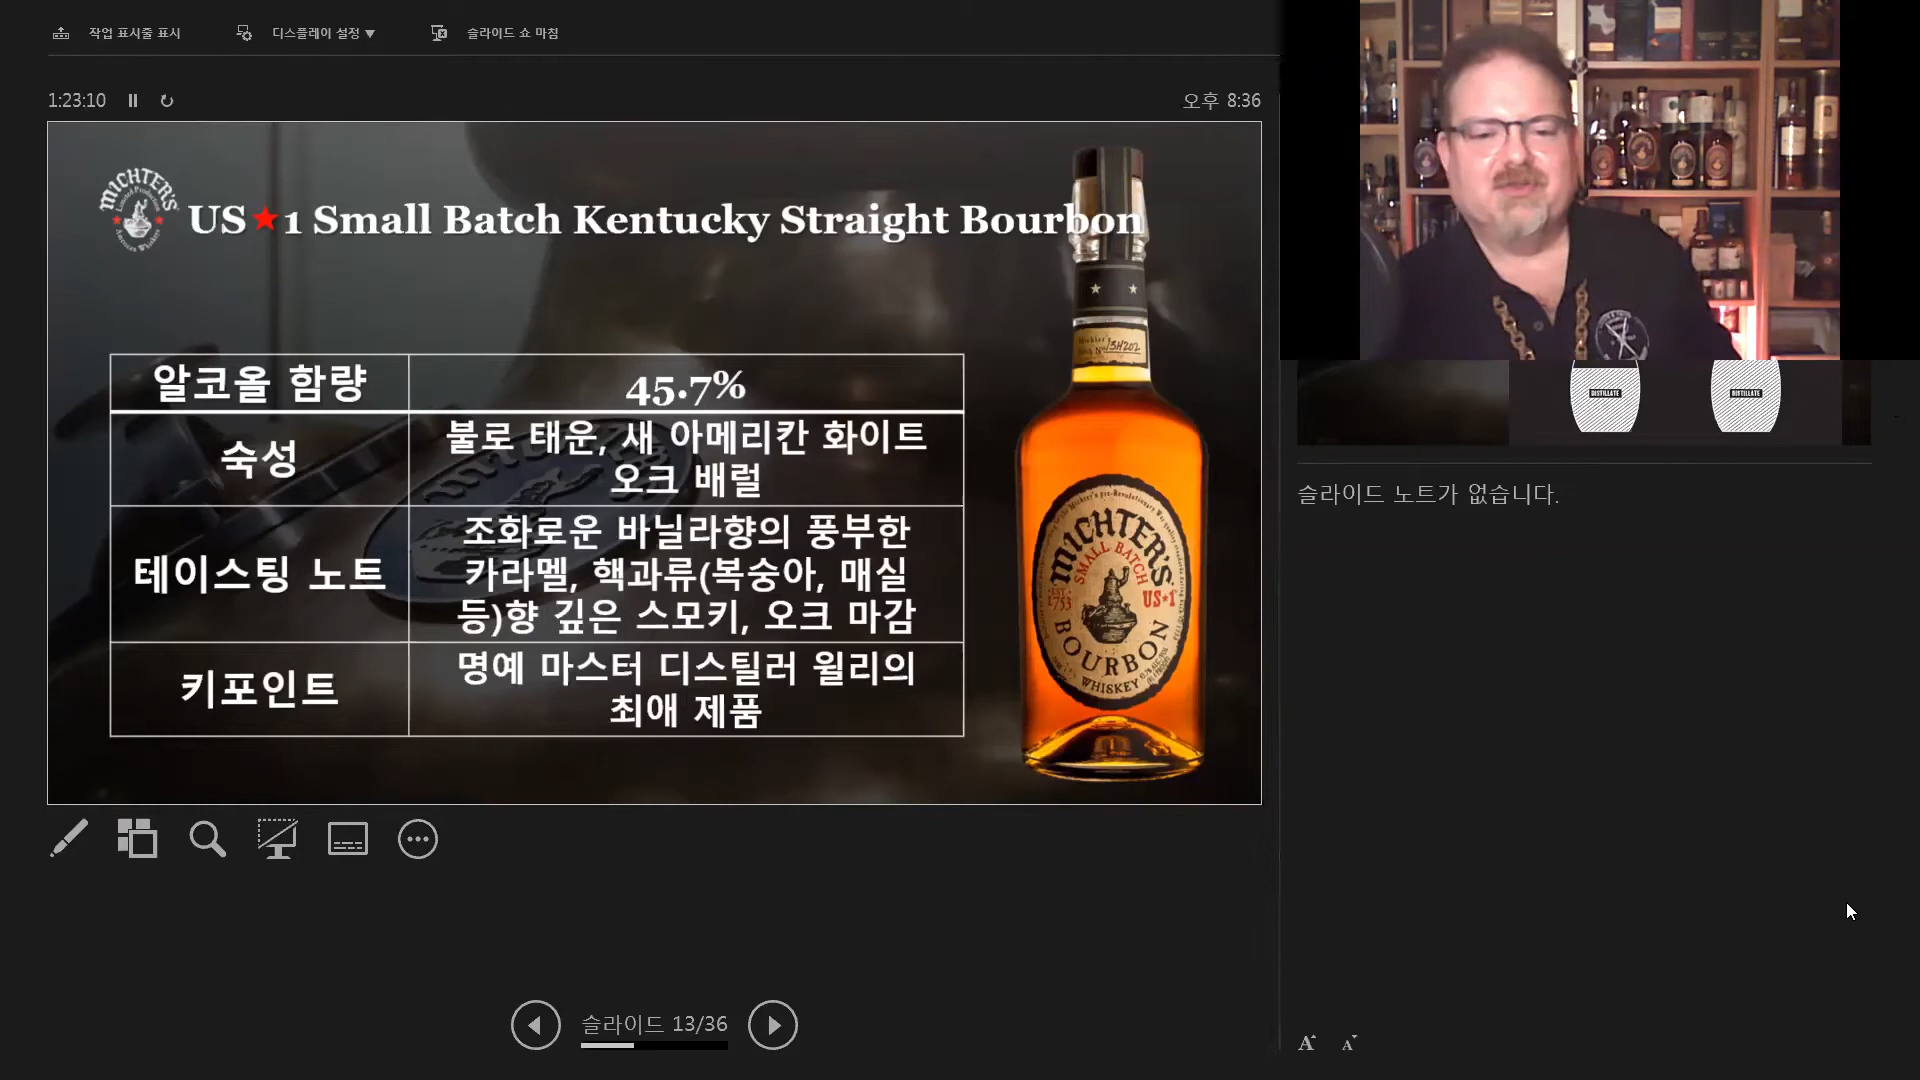 작업 표시줄 표시
디스플레이 설정 ▼
슬라이드 쇼 마침
1:23:10
오후 8:36
MICHTER'S
US★1 Small Batch Kentucky Straight Bourbon
알코올 함량
45.7%
숙성
불로 태운, 새 아메리칸 화이트
오크 배럴
테이스팅 노트
조화로운 바닐라향의 풍부한
카라멜, 핵과류(복숭아, 매실
등)향 깊은 스모키, 오크 마감
키포인트
명예 마스터 디스틸러 윌리의
최애 제품
MICHTER'S
SMALL BATCH
EST
1753
US★1
BOURBON
WHISKEY
DISTILLATE
DISTILLATE
슬라이드 노트가 없습니다.
슬라이드 13/36
A
A